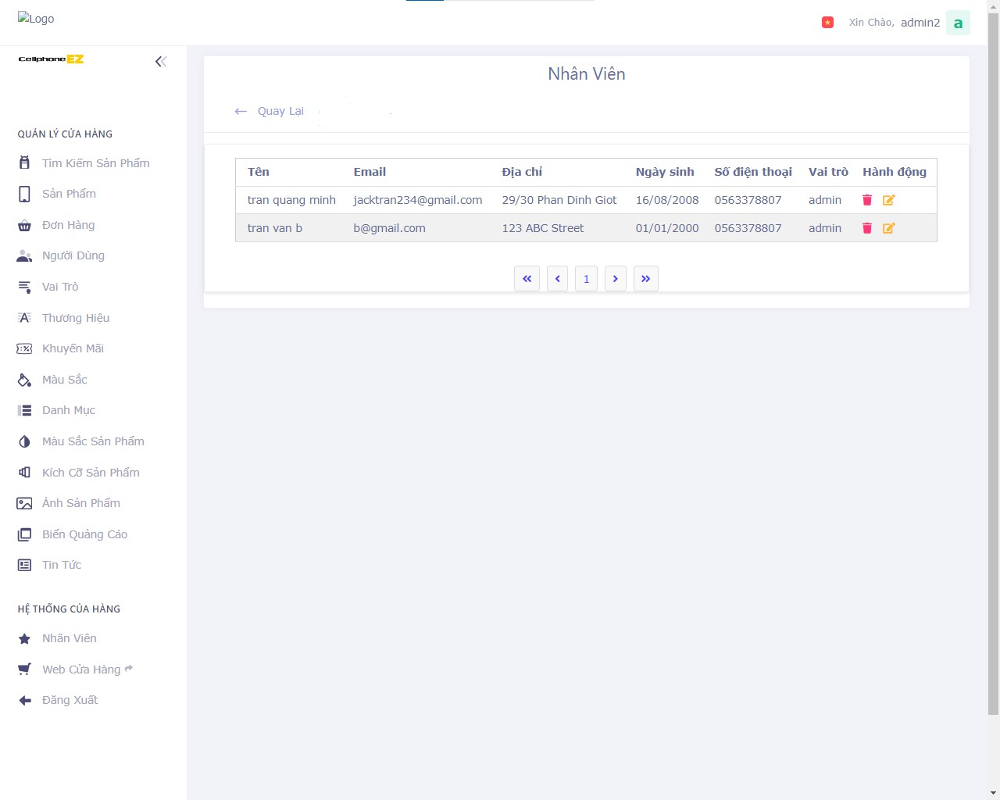 Logo
Xin Chào, admin2 a
CellphoneEZ
QUẢN LÝ CỬA HÀNG
Tìm Kiếm Sản Phẩm
Sản Phẩm
Đơn Hàng
Người Dùng
Vai Trò
Thương Hiệu
Khuyến Mãi
Màu Sắc
Danh Mục
Màu Sắc Sản Phẩm
Kích Cỡ Sản Phẩm
Ảnh Sản Phẩm
Biển Quảng Cáo
Tin Tức
HỆ THỐNG CỦA HÀNG
Nhân Viên
Web Cửa Hàng
Đăng Xuất
Nhân Viên
Quay Lại
Tên Email Địa chỉ Ngày sinh Số điện thoại Vai trò Hành động
tran quang minh jacktran234@gmail.com 29/30 Phan Dinh Giot 16/08/2008 0563378807 admin
tran van b b@gmail.com 123 ABC Street 01/01/2000 0563378807 admin
« ‹ 1 › »